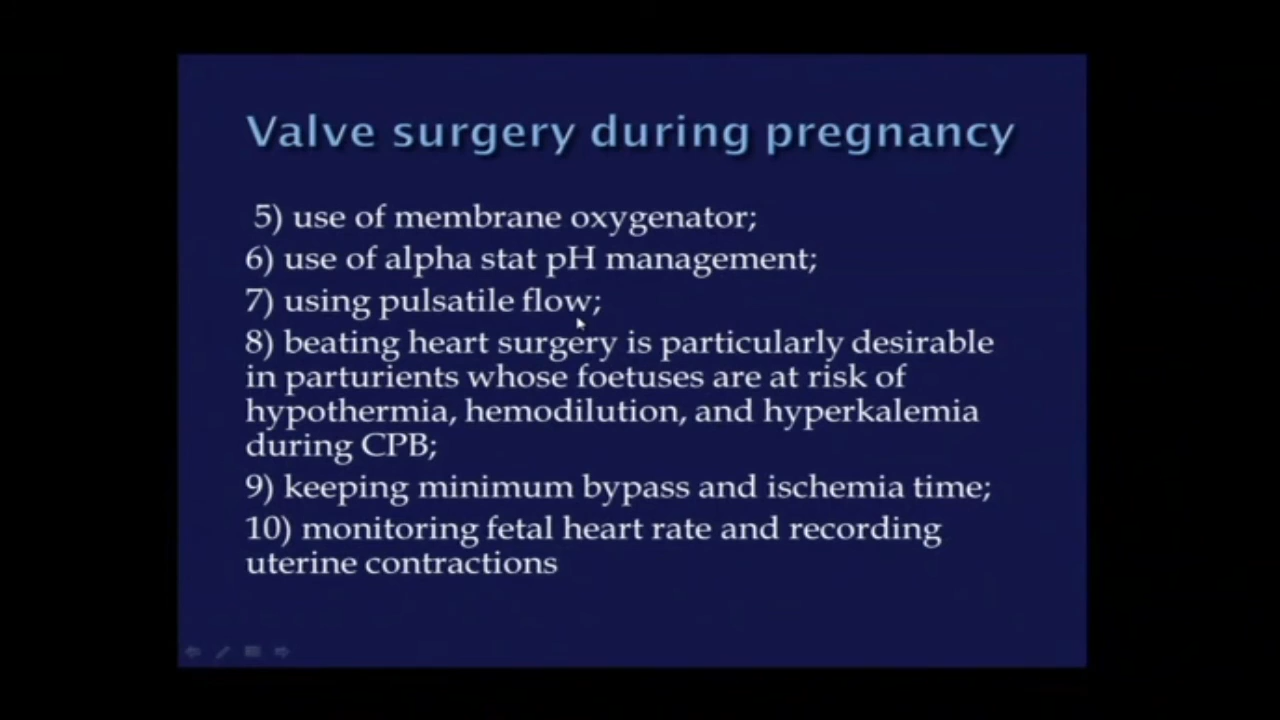 Valve surgery during pregnancy
5) use of membrane oxygenator;
6) use of alpha stat pH management;
7) using pulsatile flow;
8) beating heart surgery is particularly desirable
in parturients whose foetuses are at risk of
hypothermia, hemodilution, and hyperkalemia
during CPB;
9) keeping minimum bypass and ischemia time;
10) monitoring fetal heart rate and recording
uterine contractions